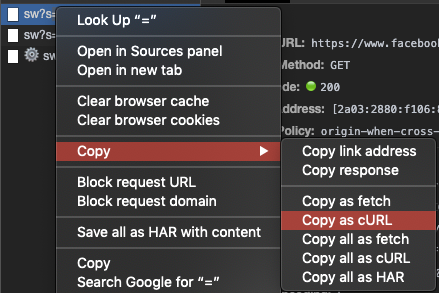 sw?s=
sw?s=
sw
Look Up “=”
Open in Sources panel
Open in new tab
Clear browser cache
Clear browser cookies
Copy
Block request URL
Block request domain
Save all as HAR with content
Copy
Search Google for “=”
URL: https://www.facebook
Method: GET
de: 200
Address: [2a03:2880:f106:8
Policy: origin-when-cross-
Copy link address
Copy response
Copy as fetch
Copy as cURL
Copy all as fetch
Copy all as cURL
Copy all as HAR